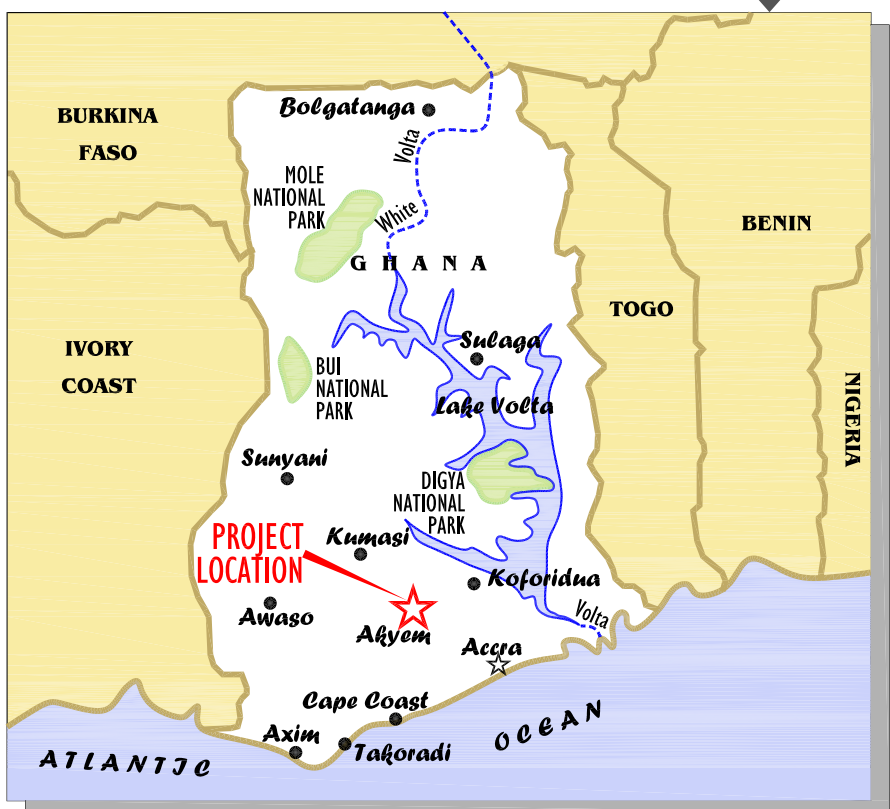 Bolgatanga
BURKINA
FASO
Volta
MOLE
NATIONAL
PARK
White
BENIN
GHANA
TOGO
Sulaga
IVORY
COAST
BUI
NATIONAL
PARK
Lake Volta
NIGERIA
Sunyani
DIGYA
NATIONAL
PARK
PROJECT
LOCATION
Kumasi
Koforidua
Awaso
Akyem
Volta
Accra
Cape Coast
Axim
Takoradi
ATLANTIC
OCEAN